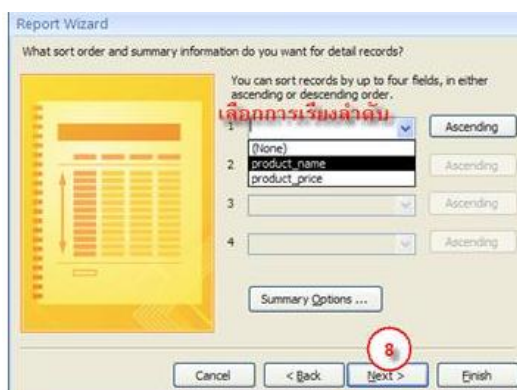 Report Wizard
What sort order and summary information do you want for detail records?
You can sort records by up to four fields, in either
ascending or descending order.
เลือกการเรียงลำดับ
1 Ascending
(None)
product_name
product_price
2 Ascending
3 Ascending
4 Ascending
Summary Options ...
8
Cancel < Back Next > Finish